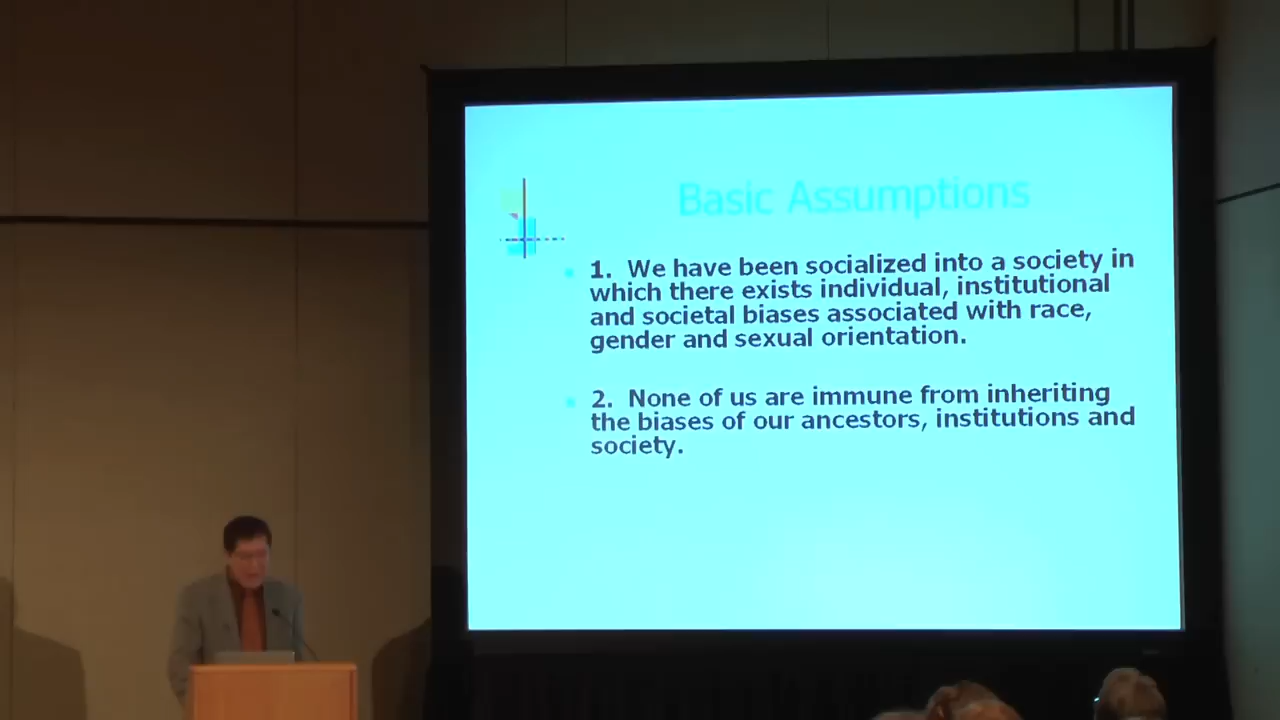 Basic Assumptions
1. We have been socialized into a society in
which there exists individual, institutional
and societal biases associated with race,
gender and sexual orientation.
2. None of us are immune from inheriting
the biases of our ancestors, institutions and
society.